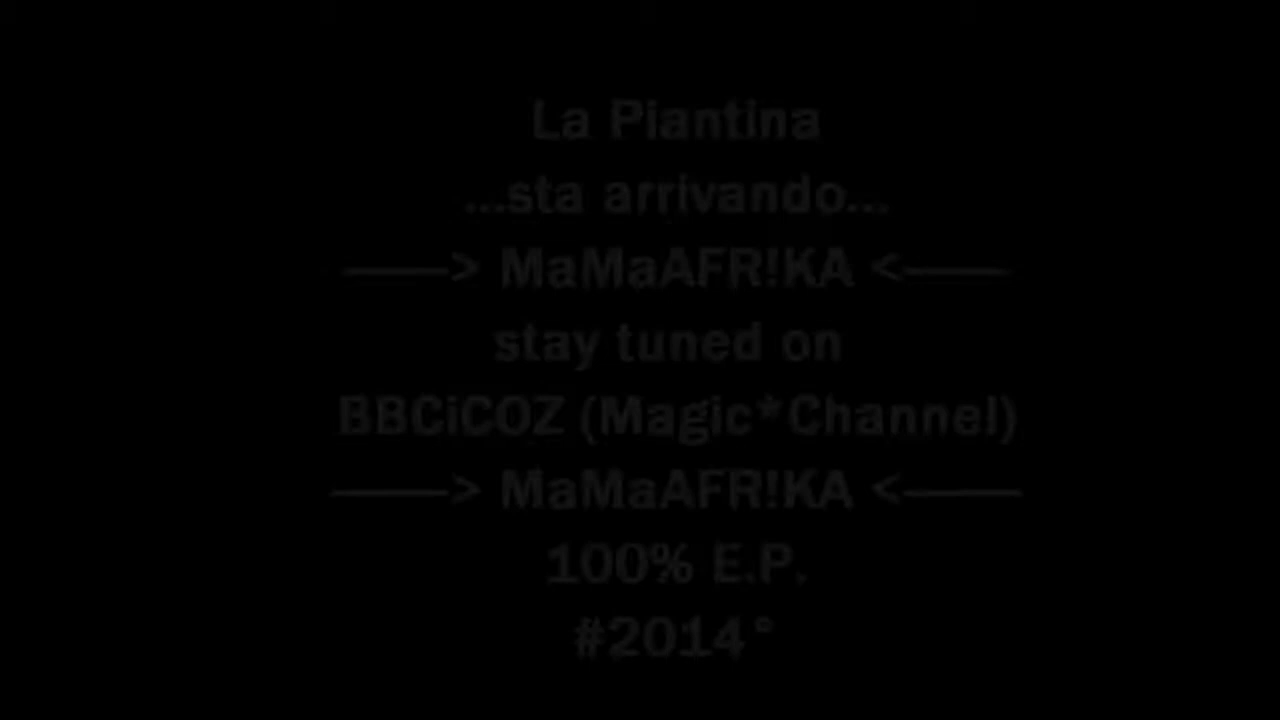 La Piantina
...sta arrivando...
——> MaMaAFR!KA <——
stay tuned on
BBCiCOZ (Magic*Channel)
——> MaMaAFR!KA <——
100% E.P.
#2014°